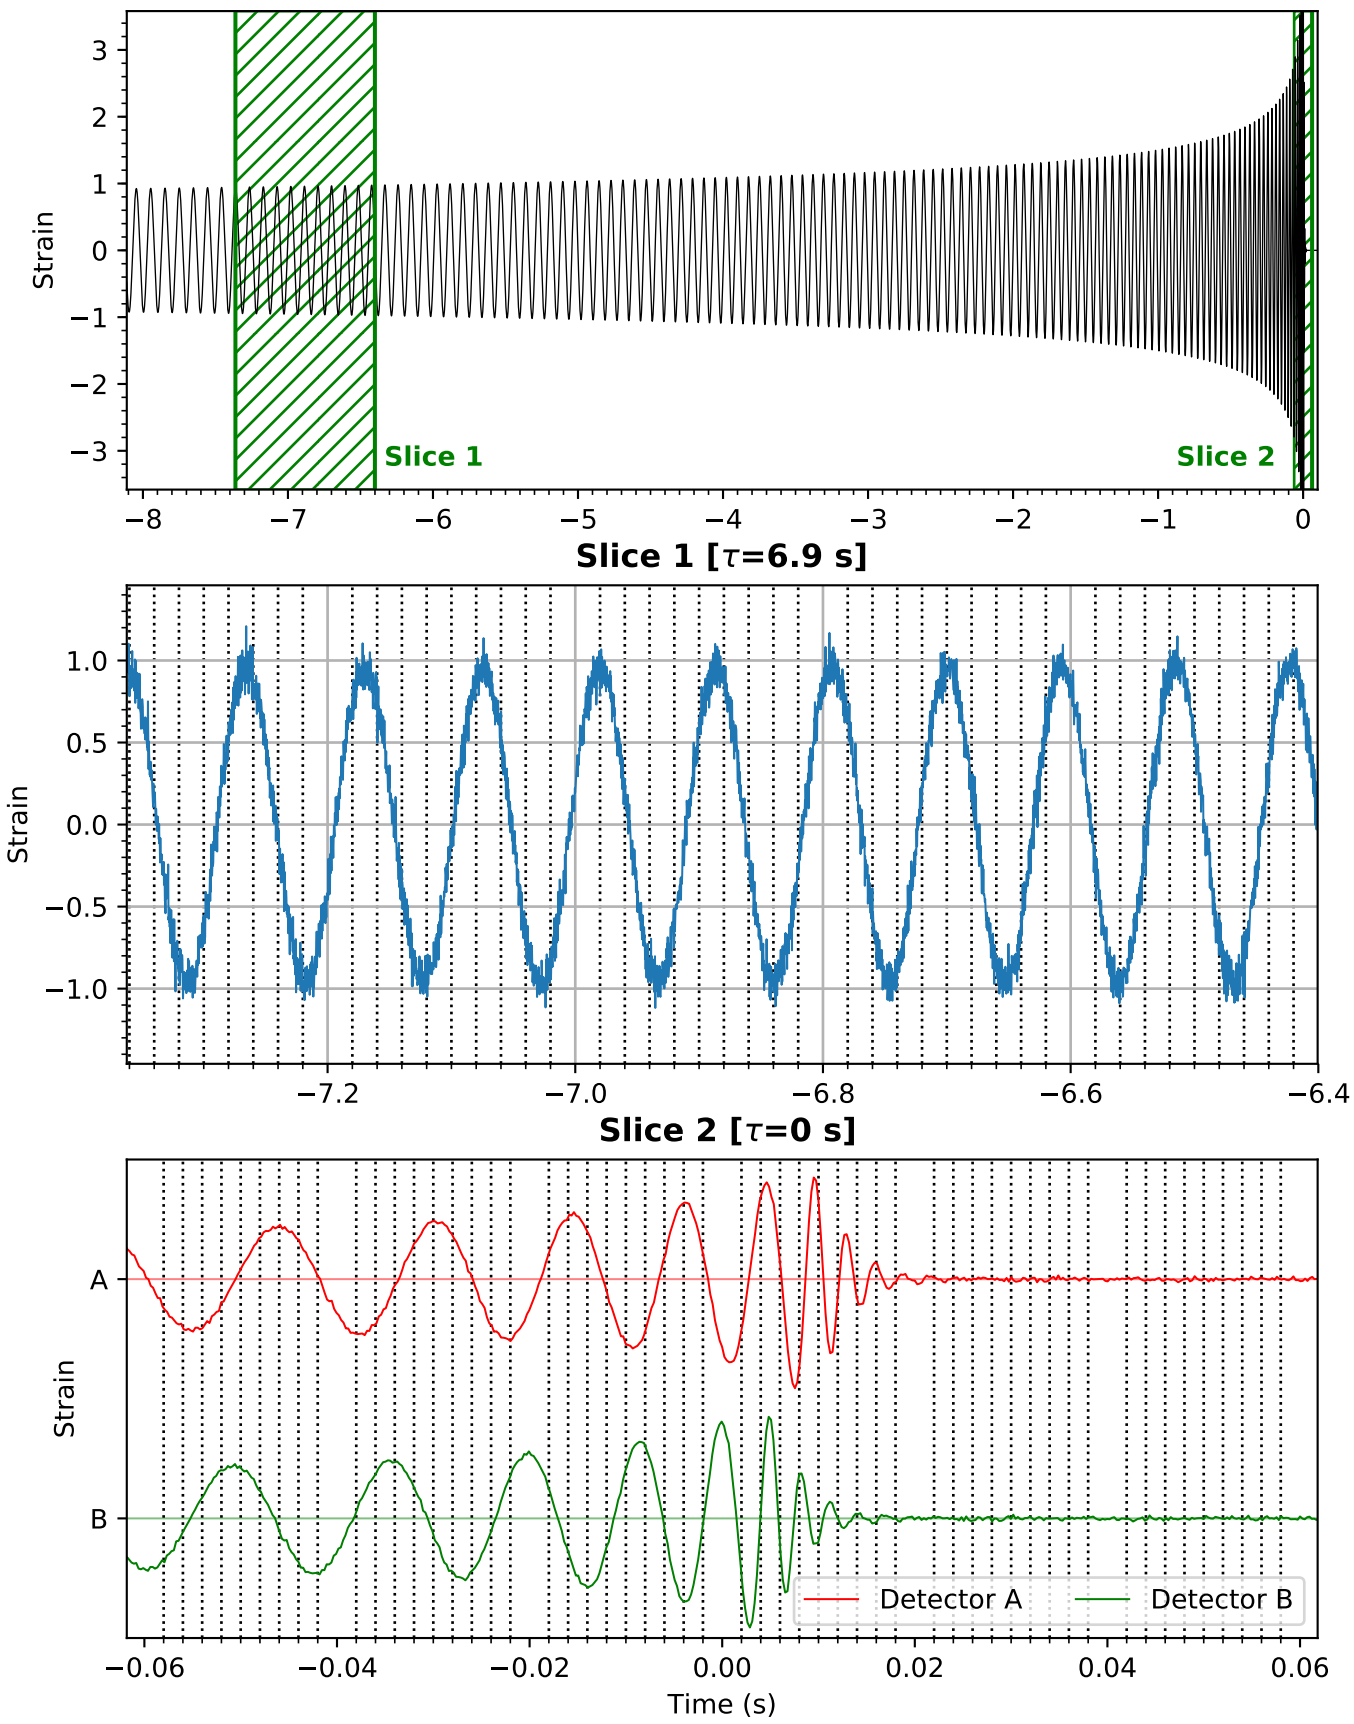 3
2
1
0
−1
−2
−3
Strain
Slice 1
Slice 2
−8 −7 −6 −5 −4 −3 −2 −1 0
Slice 1 [τ=6.9 s]
1.0
0.5
0.0
−0.5
−1.0
Strain
−7.2 −7.0 −6.8 −6.6 −6.4
Slice 2 [τ=0 s]
A
B
Strain
Detector A Detector B
−0.06 −0.04 −0.02 0.00 0.02 0.04 0.06
Time (s)